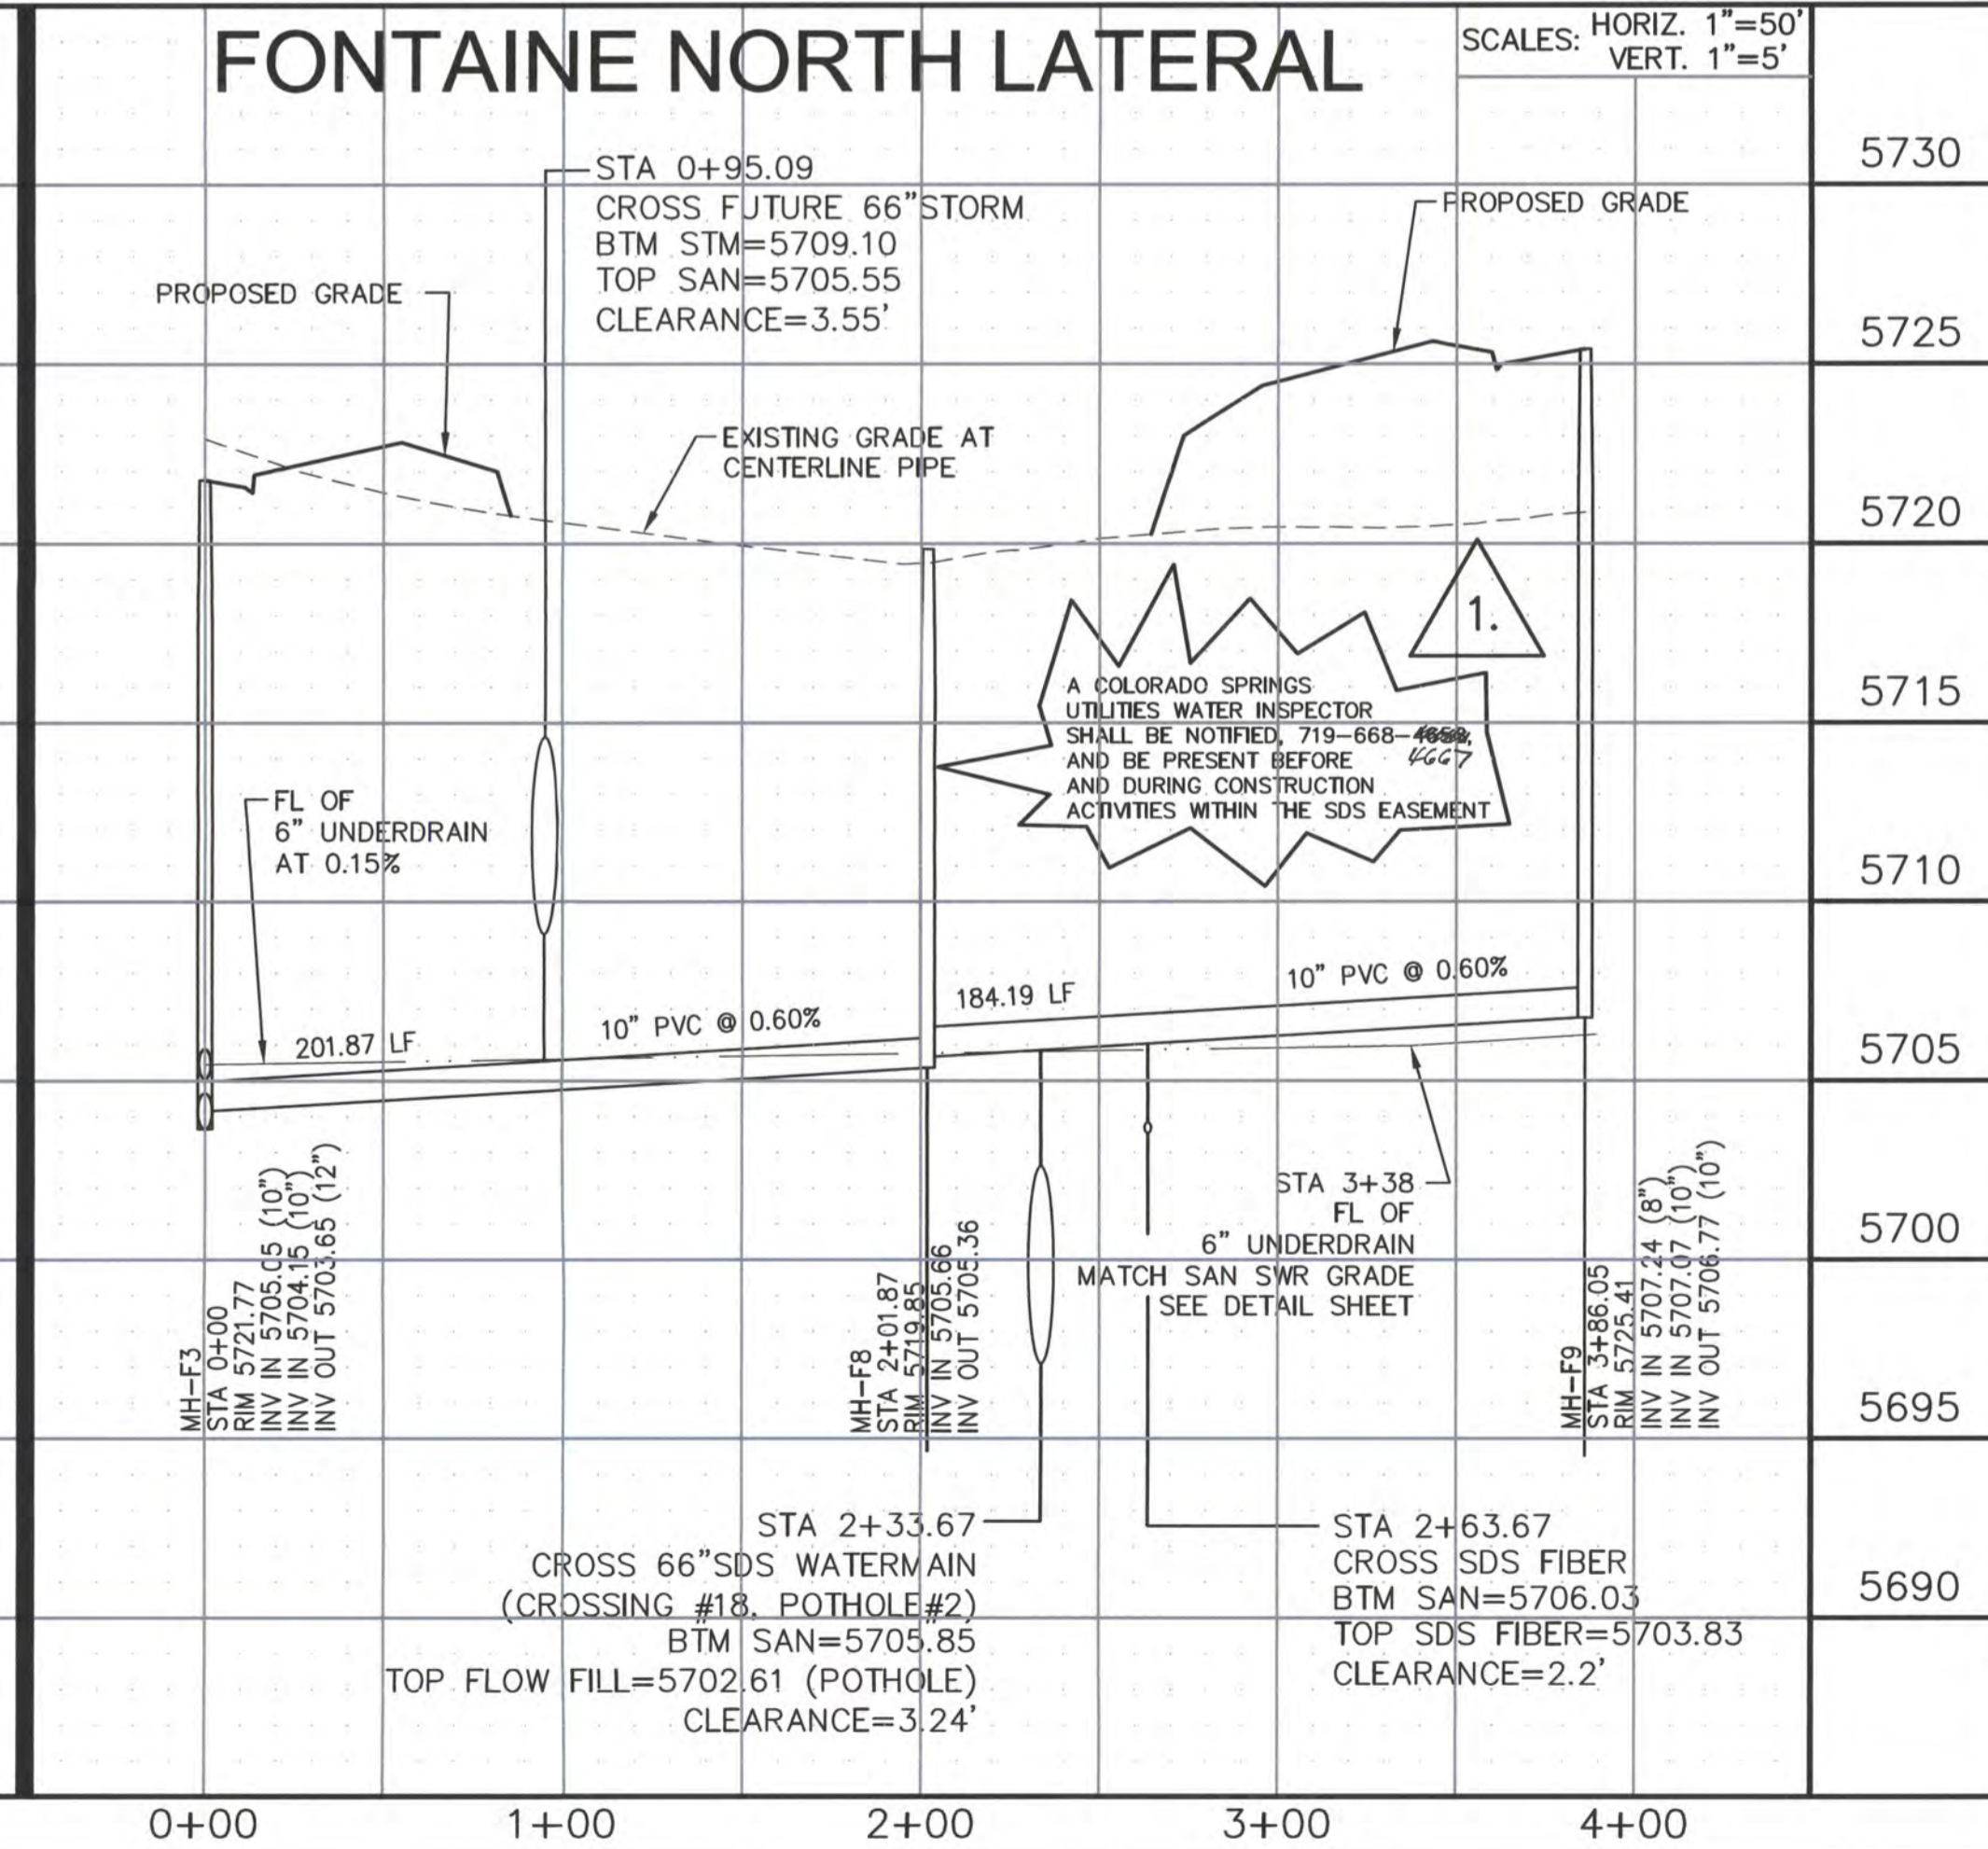 FONTAINE NORTH LATERAL
SCALES: HORIZ. 1"=50'
VERT. 1"=5'
STA 0+95.09
CROSS FUTURE 66"STORM
BTM STM=5709.10
TOP SAN=5705.55
CLEARANCE=3.55'
PROPOSED GRADE
PROPOSED GRADE
EXISTING GRADE AT
CENTERLINE PIPE
1.
A COLORADO SPRINGS
UTILITIES WATER INSPECTOR
SHALL BE NOTIFIED, 719-668-
4667
AND BE PRESENT BEFORE
AND DURING CONSTRUCTION
ACTIVITIES WITHIN THE SDS EASEMENT
FL OF
6" UNDERDRAIN
AT 0.15%
201.87 LF
10" PVC @ 0.60%
184.19 LF
10" PVC @ 0.60%
MH-F3
STA 0+00
RIM 5721.77
INV IN 5705.05 (10")
INV IN 5704.15 (10")
INV OUT 5703.65 (12")
MH-F8
STA 2+01.87
RIM 5719.85
INV IN 5705.66
INV OUT 5705.36
STA 3+38
FL OF
6" UNDERDRAIN
MATCH SAN SWR GRADE
SEE DETAIL SHEET
MH-F9
STA 3+86.05
RIM 5725.41
INV IN 5707.24 (8")
INV IN 5707.07 (10")
INV OUT 5706.77 (10")
STA 2+33.67
CROSS 66"SDS WATERMAIN
(CROSSING #18, POTHOLE#2)
BTM SAN=5705.85
TOP FLOW FILL=5702.61 (POTHOLE)
CLEARANCE=3.24'
STA 2+63.67
CROSS SDS FIBER
BTM SAN=5706.03
TOP SDS FIBER=5703.83
CLEARANCE=2.2'
5730
5725
5720
5715
5710
5705
5700
5695
5690
0+00
1+00
2+00
3+00
4+00